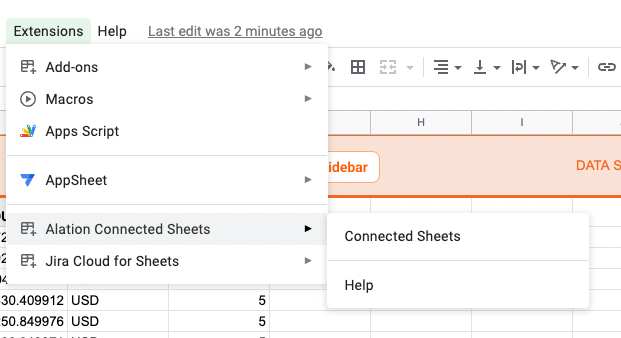 Extensions Help Last edit was 2 minutes ago
Add-ons
Macros
Apps Script
H I
AppSheet
idebar
DATA S
Alation Connected Sheets
Connected Sheets
Jira Cloud for Sheets
Help
30.409912 USD 5
50.849976 USD 5